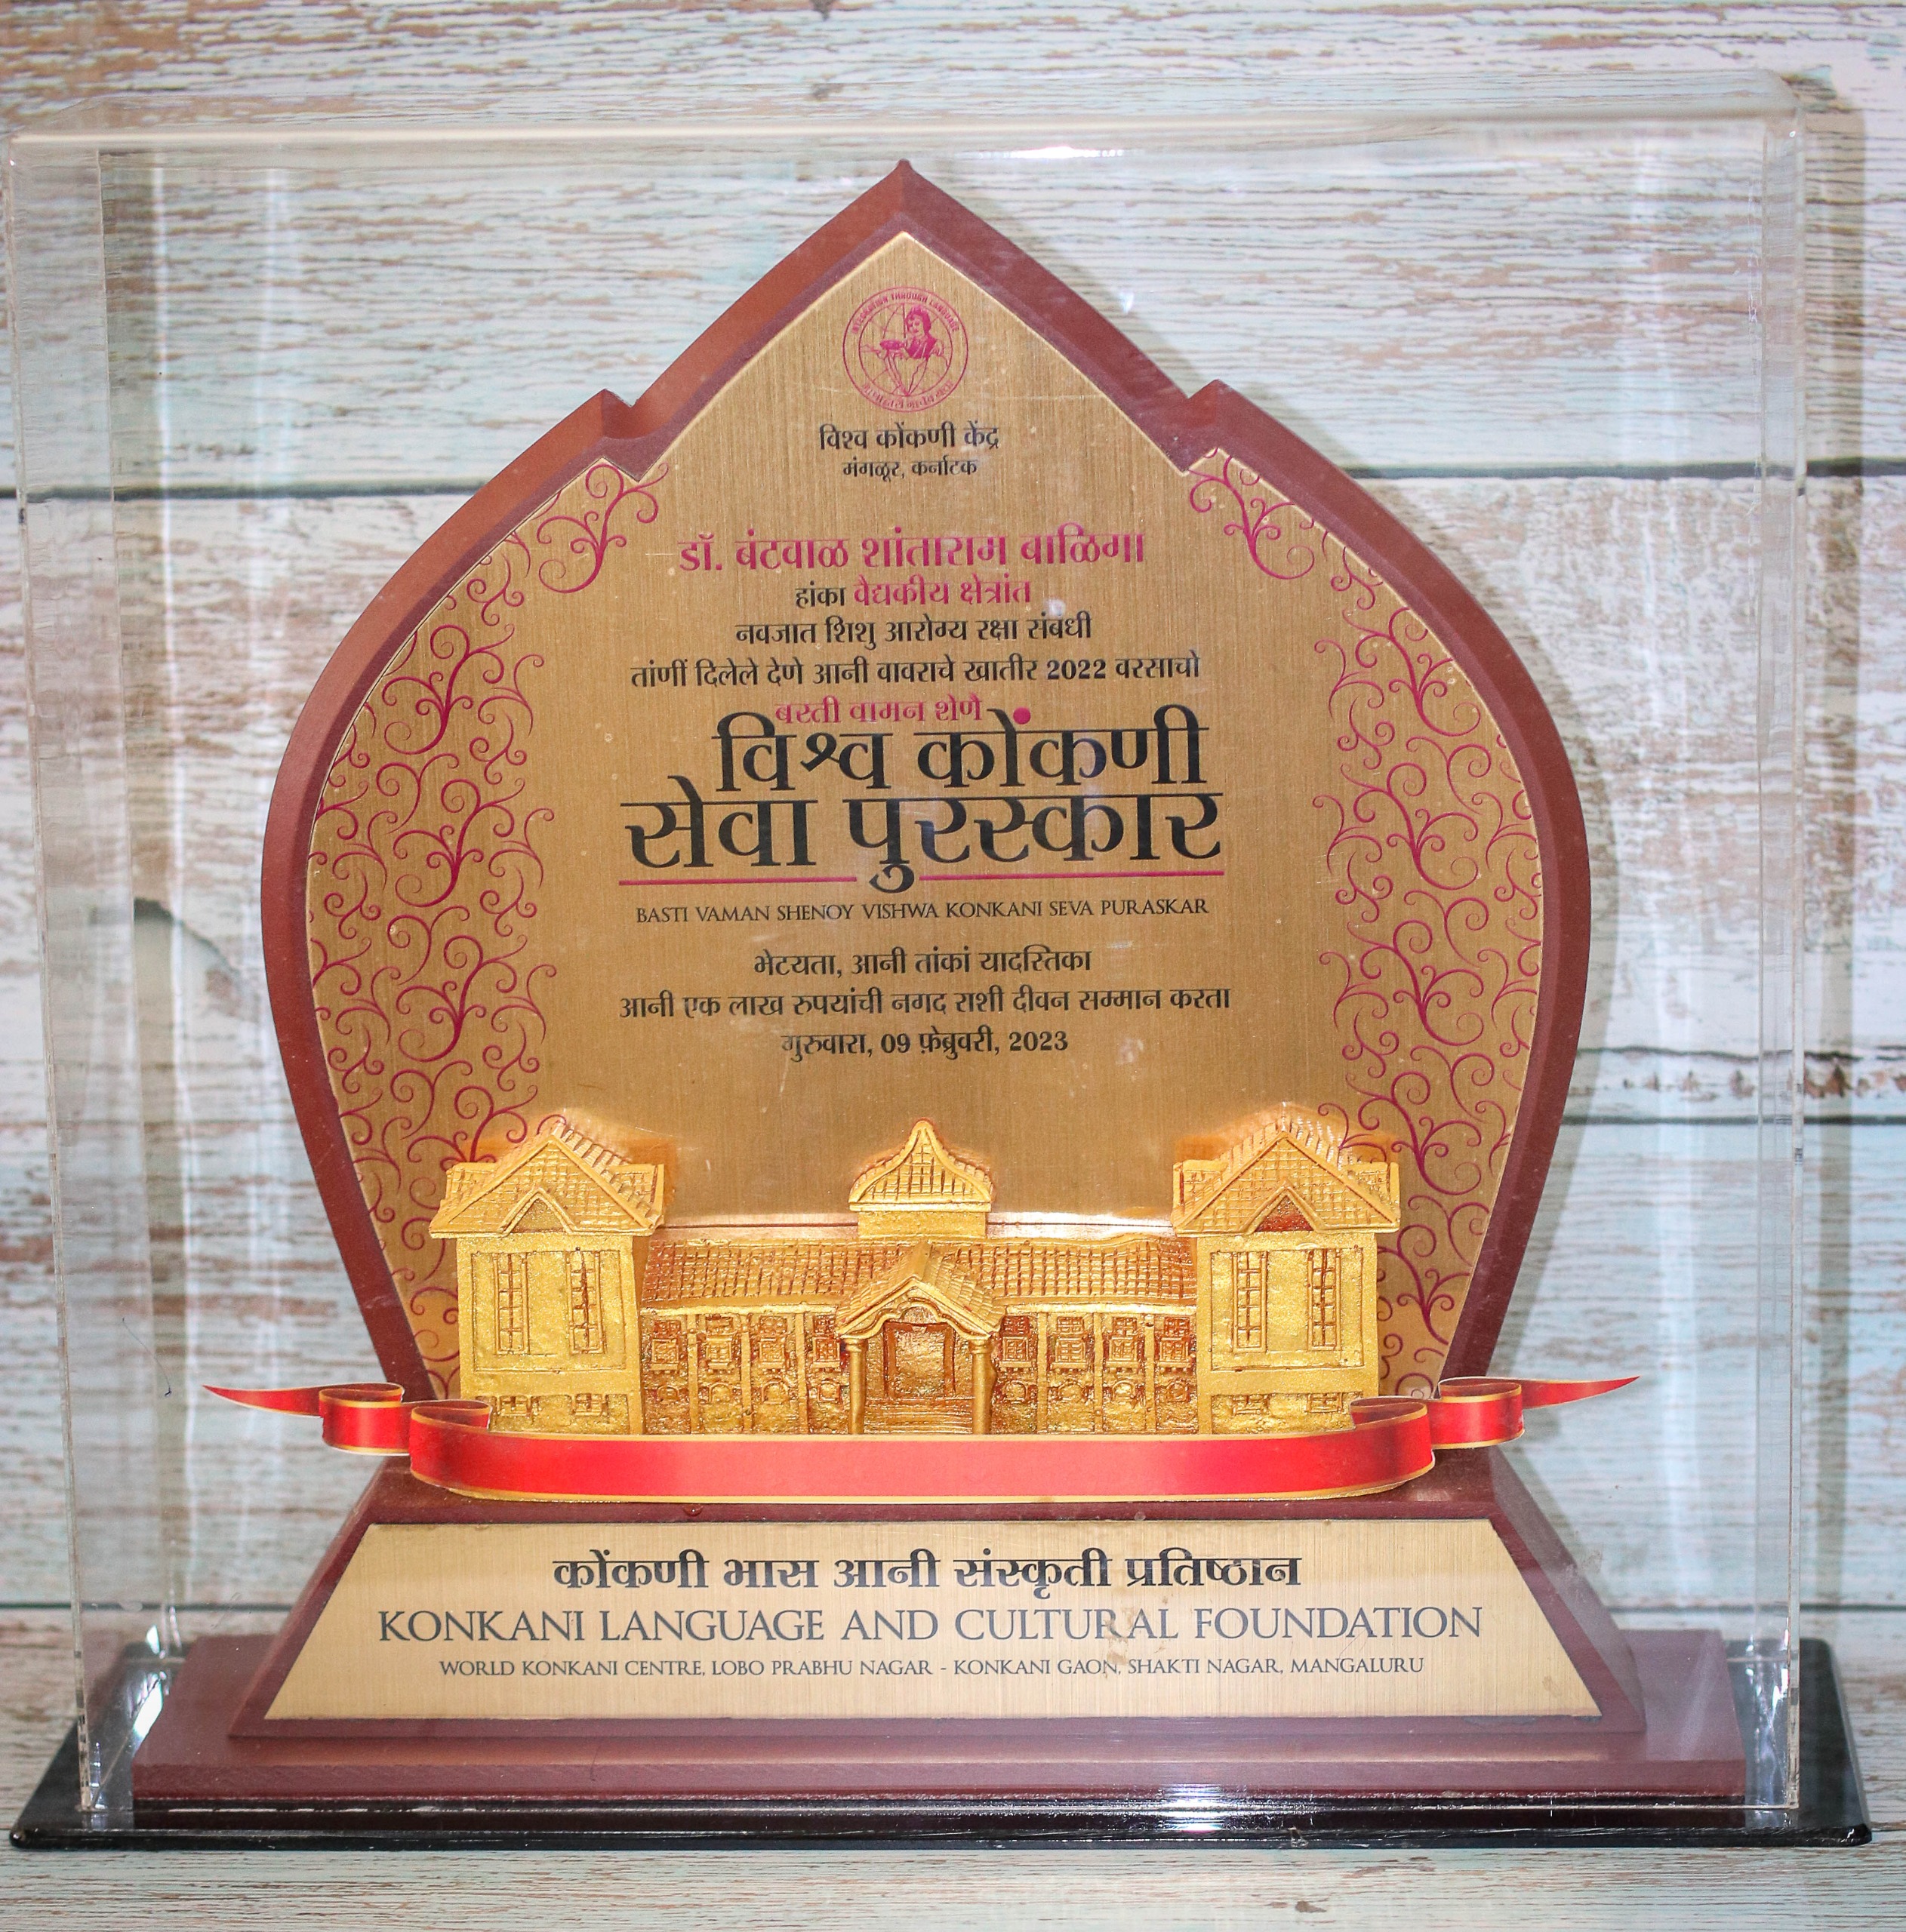 INTEGRATION THROUGH LANGUAGE
विश्व कोंकणी केंद्र
मंगळूर, कर्नाटक
डॉ. बंटवाळ शांताराम बाळिगा
हांका वैद्यकीय क्षेत्रांत
नवजात शिशु आरोग्य रक्षा संबधी
तांणीं दिलेले देणे आनी वावराचे खातीर 2022 वरसाचो
बस्ती वामन शेणै
विश्व कोंकणी
सेवा पुरस्कार
BASTI VAMAN SHENOY VISHWA KONKANI SEVA PURASKAR
भेटयता, आनी तांकां यादस्तिका
आनी एक लाख रुपयांची नगद राशी दीवन सम्मान करता
गुरुवारा, 09 फ़ेब्रुवरी, 2023
कोंकणी भास आनी संस्कृती प्रतिष्ठान
KONKANI LANGUAGE AND CULTURAL FOUNDATION
WORLD KONKANI CENTRE, LOBO PRABHU NAGAR - KONKANI GAON, SHAKTI NAGAR, MANGALURU